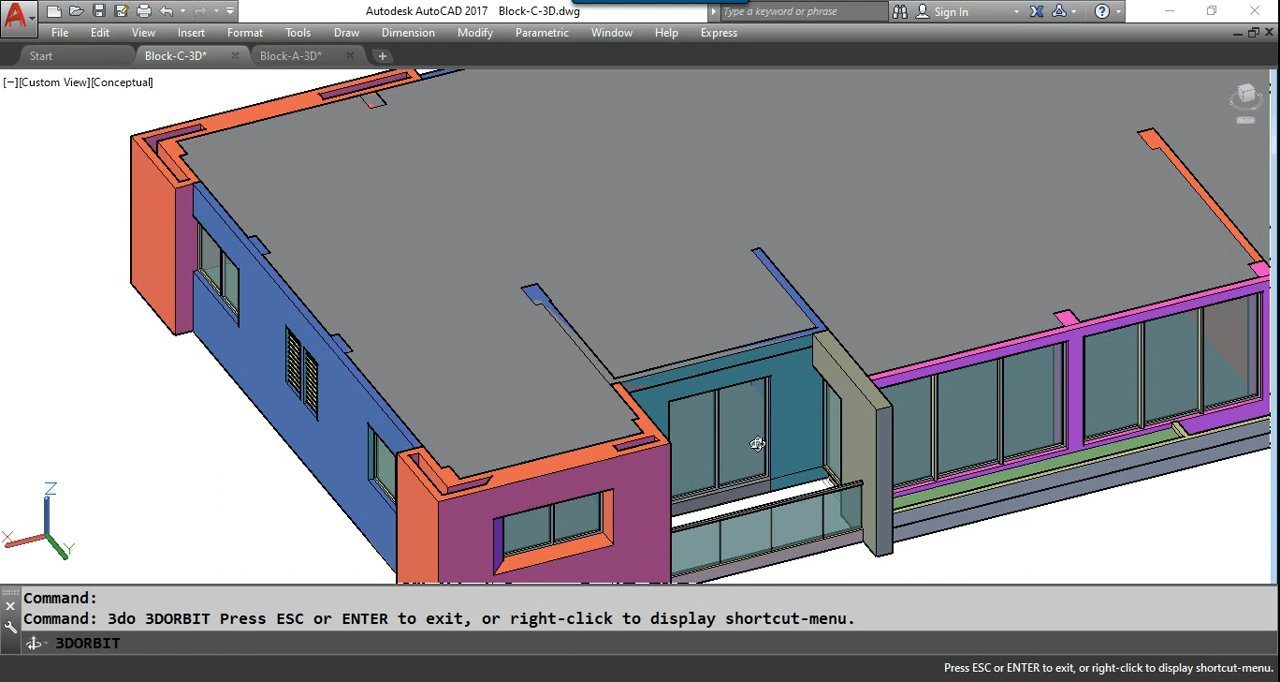 Autodesk AutoCAD 2017 Block-C-3D.dwg
Type a keyword or phrase
Sign In
File Edit View Insert Format Tools Draw Dimension Modify Parametric Window Help Express
Start Block-C-3D* Block-A-3D*
[−][Custom View][Conceptual]
Z
X
Y
Command:
Command: 3do 3DORBIT Press ESC or ENTER to exit, or right-click to display shortcut-menu.
3DORBIT
Press ESC or ENTER to exit, or right-click to display shortcut-menu.